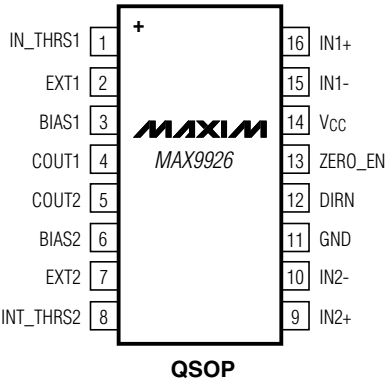 +
IN_THRS1 1 16 IN1+
EXT1 2 15 IN1-
BIAS1 3 MAXIM 14 VCC
COUT1 4 MAX9926 13 ZERO_EN
COUT2 5 12 DIRN
BIAS2 6 11 GND
EXT2 7 10 IN2-
INT_THRS2 8 9 IN2+
QSOP